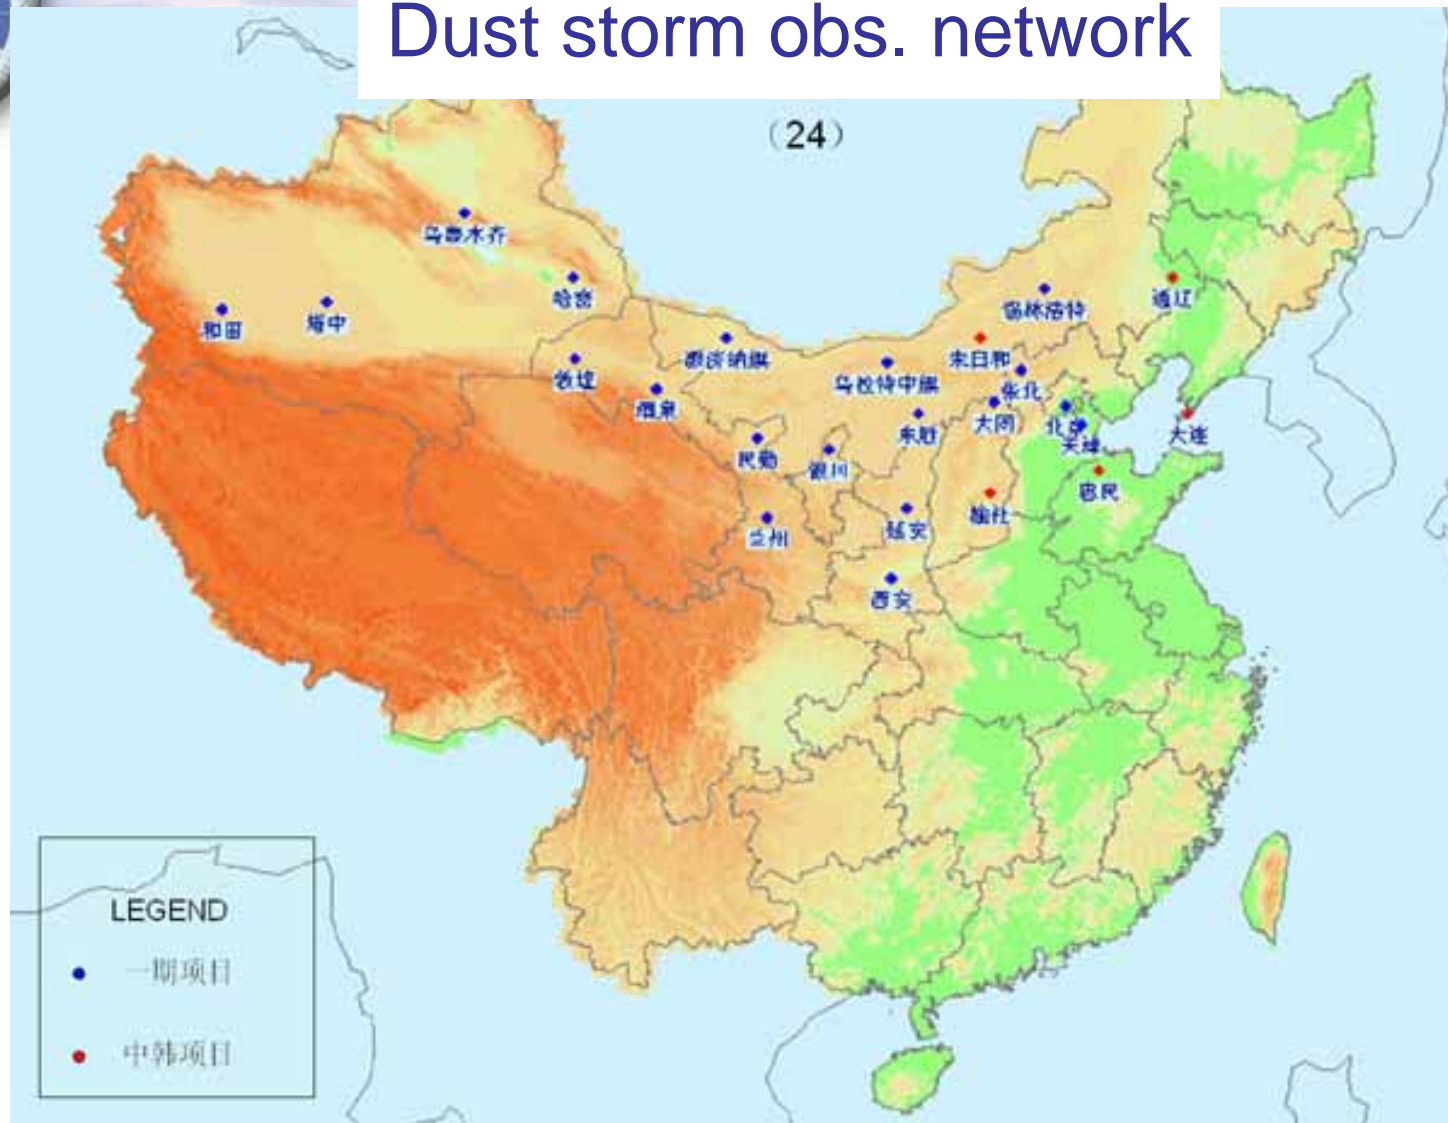 Dust storm obs. network
（24）
乌鲁木齐
哈密
和田
塔中
锡林浩特
通辽
额济纳旗
朱日和
敦煌
乌拉特中旗
张北
酒泉
东胜
大同
北京
天津
大连
民勤
银川
惠民
榆社
兰州
延安
西安
LEGEND
一期项目
中韩项目